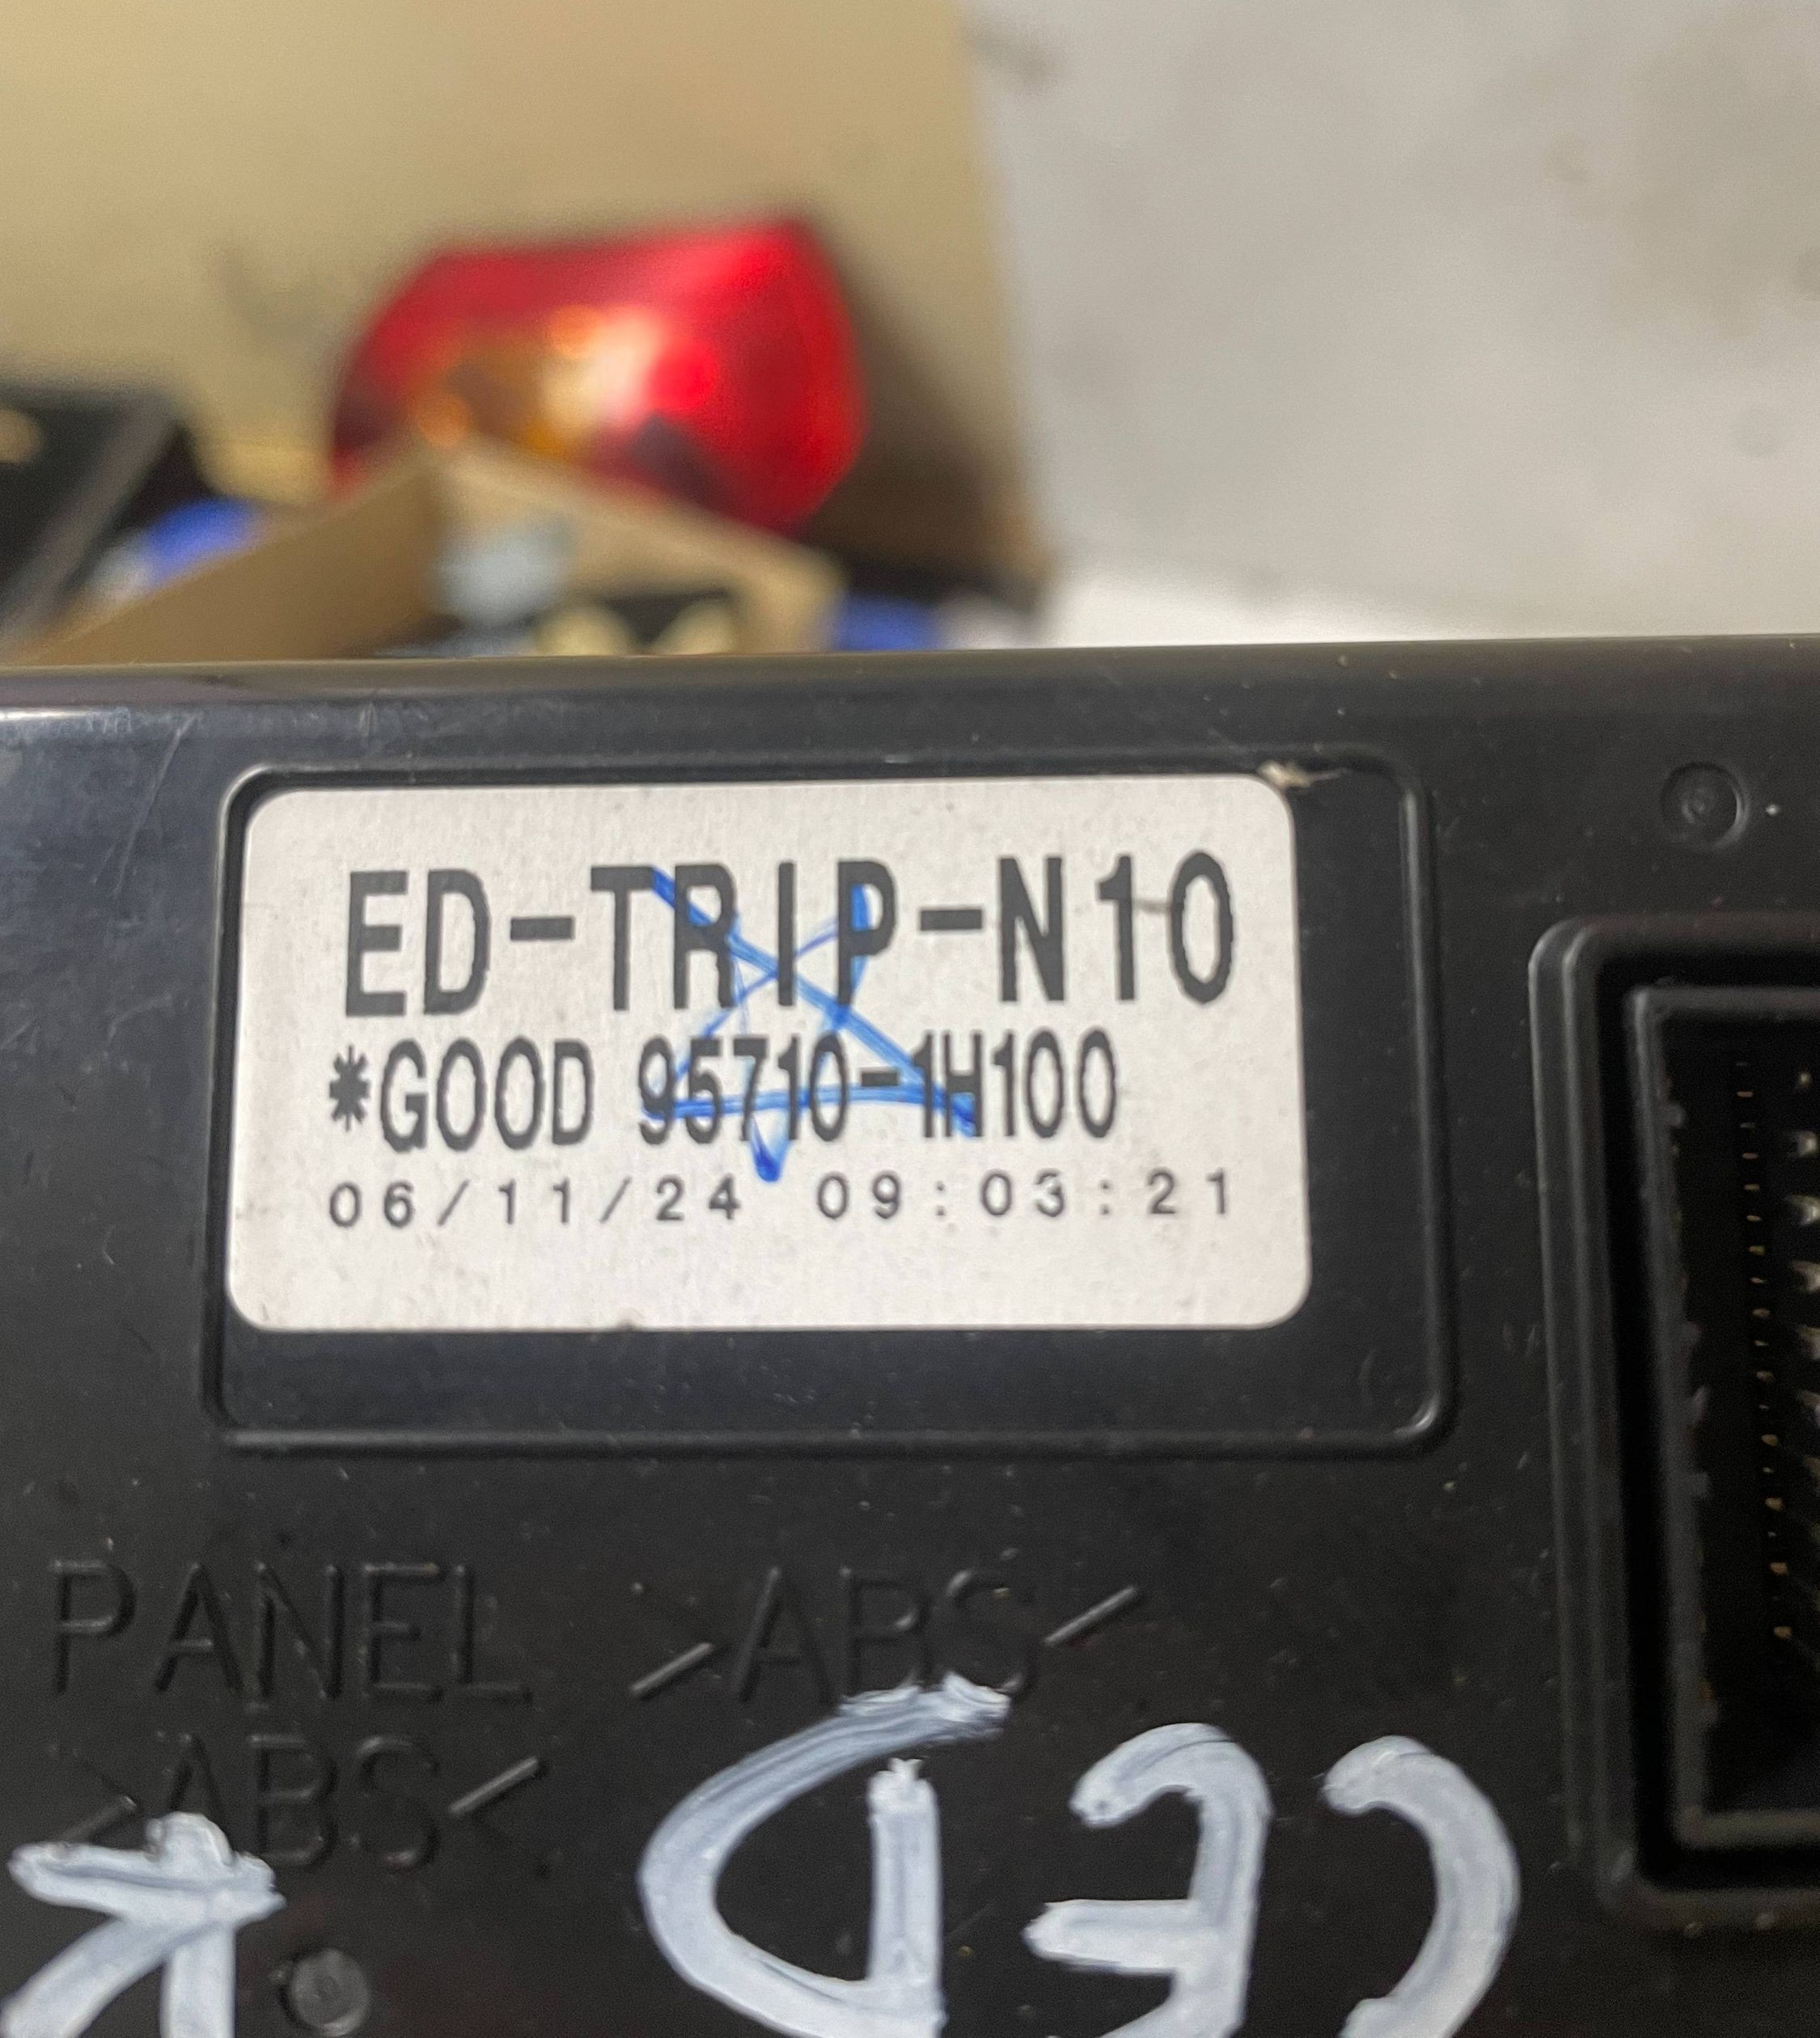 ED-TRIP-N10
*GOOD 95710-1H100
06/11/24 09:03:21
PANEL >ABS<
>ABS<